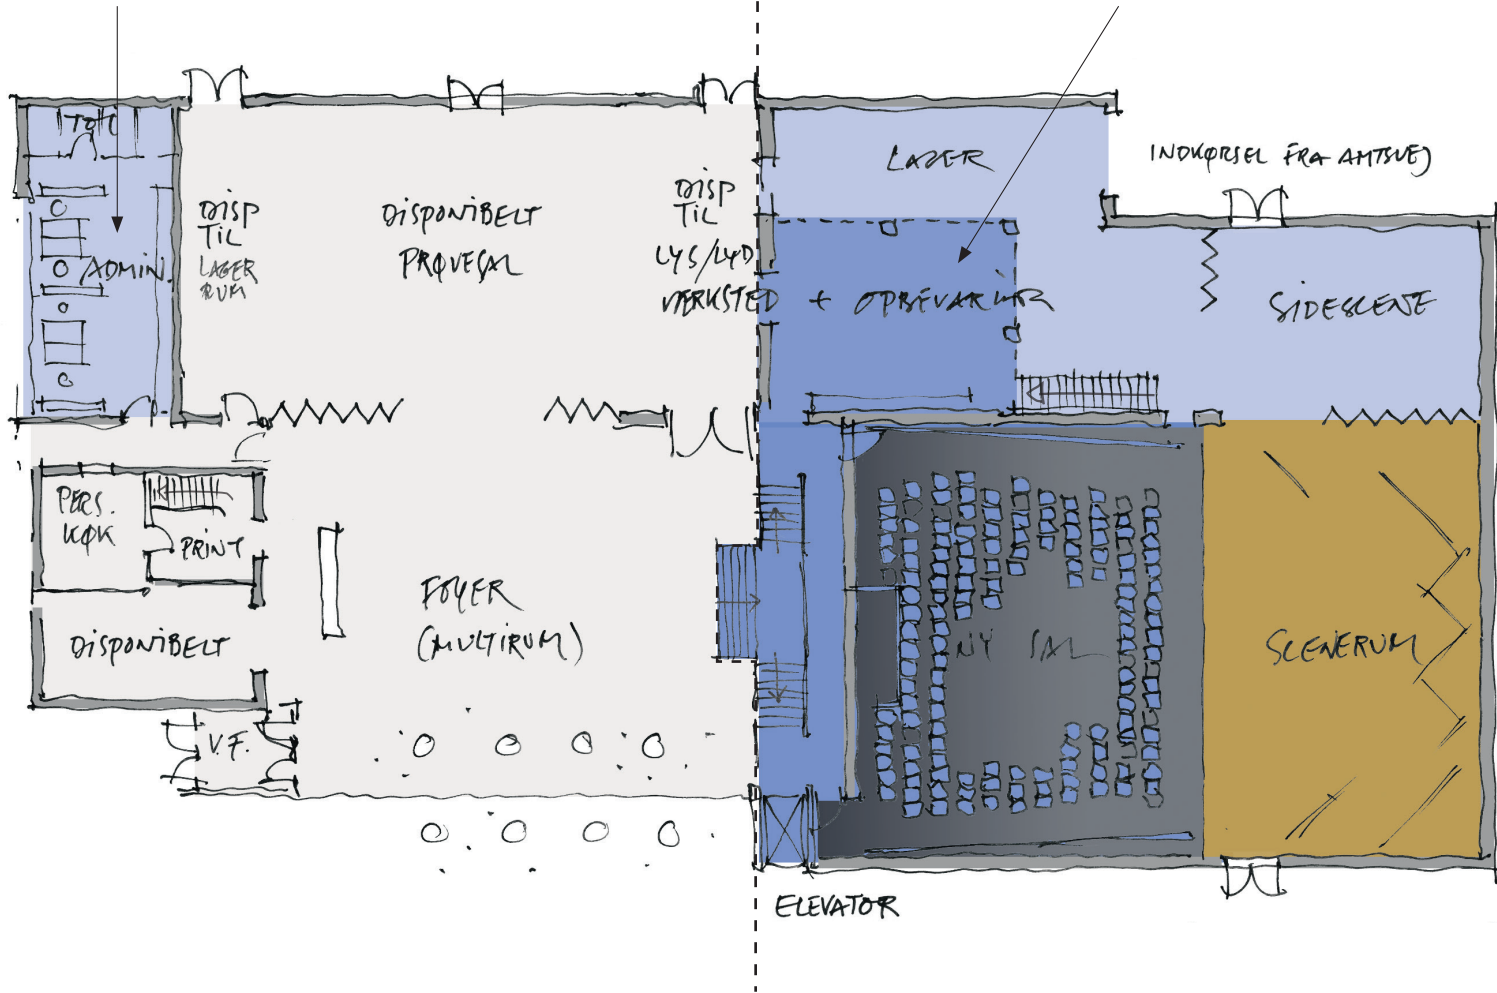 TOIL
LAGER
INDKØRSEL FRA AMTSVEJ
DISP
TIL
LAGER
RUM
DISPONIBELT
PRØVESAL
DISP
TIL
LYS/LYD
VÆRKSTED + OPBEVARING
ADMIN.
SIDESCENE
PERS.
KØK
PRINT
DISPONIBELT
FOYER
(MULTIRUM)
NY SAL
SCENERUM
V.F.
ELEVATOR